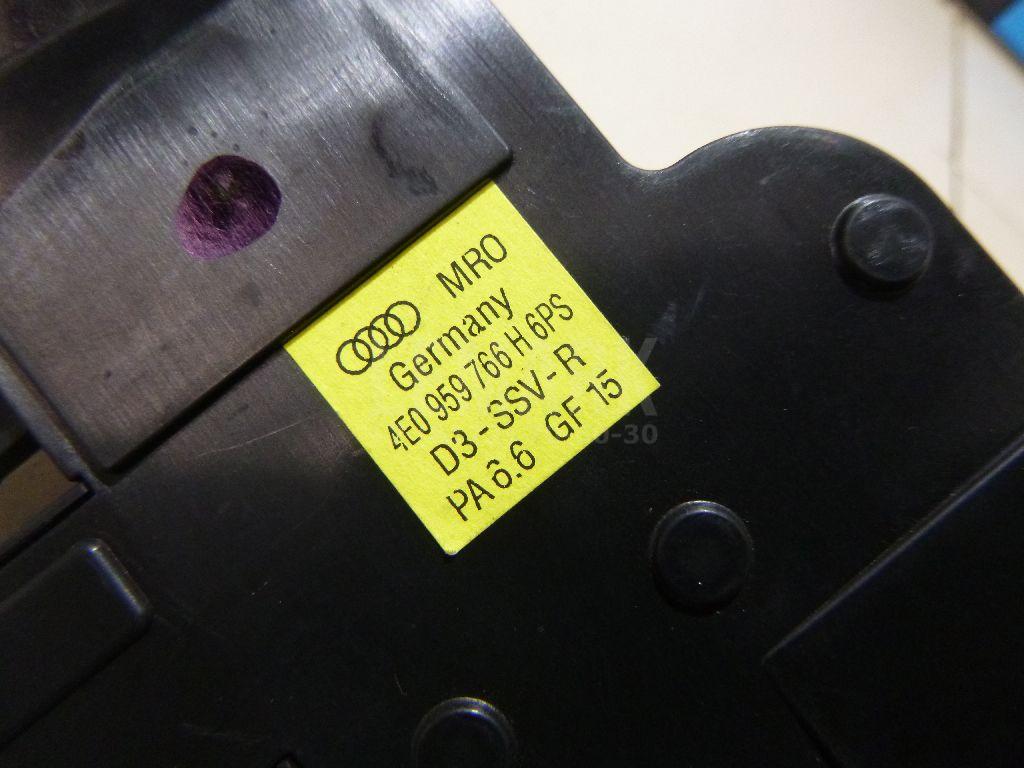 MRO
Germany
4E0 959 766 H 6PS
D3-SSV-R
PA 6.6 GF 15